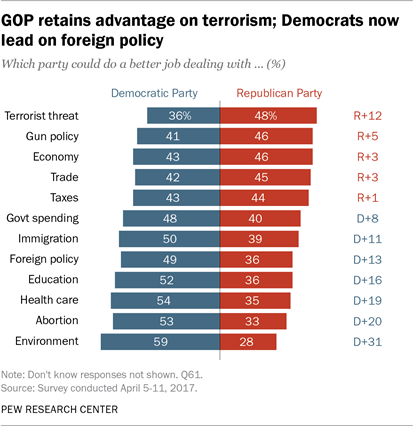 GOP retains advantage on terrorism; Democrats now
lead on foreign policy
Which party could do a better job dealing with ... (%)
Democratic Party Republican Party
Terrorist threat 36% 48% R+12
Gun policy 41 46 R+5
Economy 43 46 R+3
Trade 42 45 R+3
Taxes 43 44 R+1
Govt spending 48 40 D+8
Immigration 50 39 D+11
Foreign policy 49 36 D+13
Education 52 36 D+16
Health care 54 35 D+19
Abortion 53 33 D+20
Environment 59 28 D+31
Note: Don't know responses not shown. Q61.
Source: Survey conducted April 5-11, 2017.
PEW RESEARCH CENTER